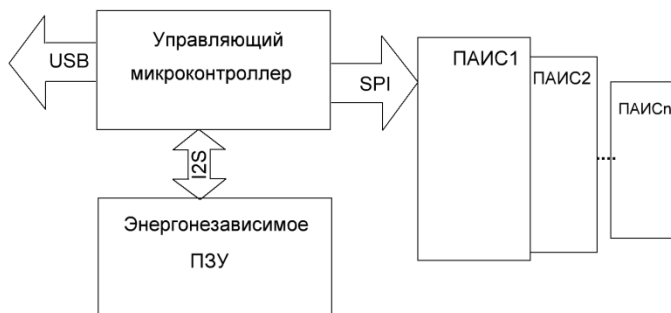 Управляющий
микроконтроллер
USB
SPI
ПАИС1
ПАИС2
ПАИСn
I2S
Энергонезависимое
ПЗУ